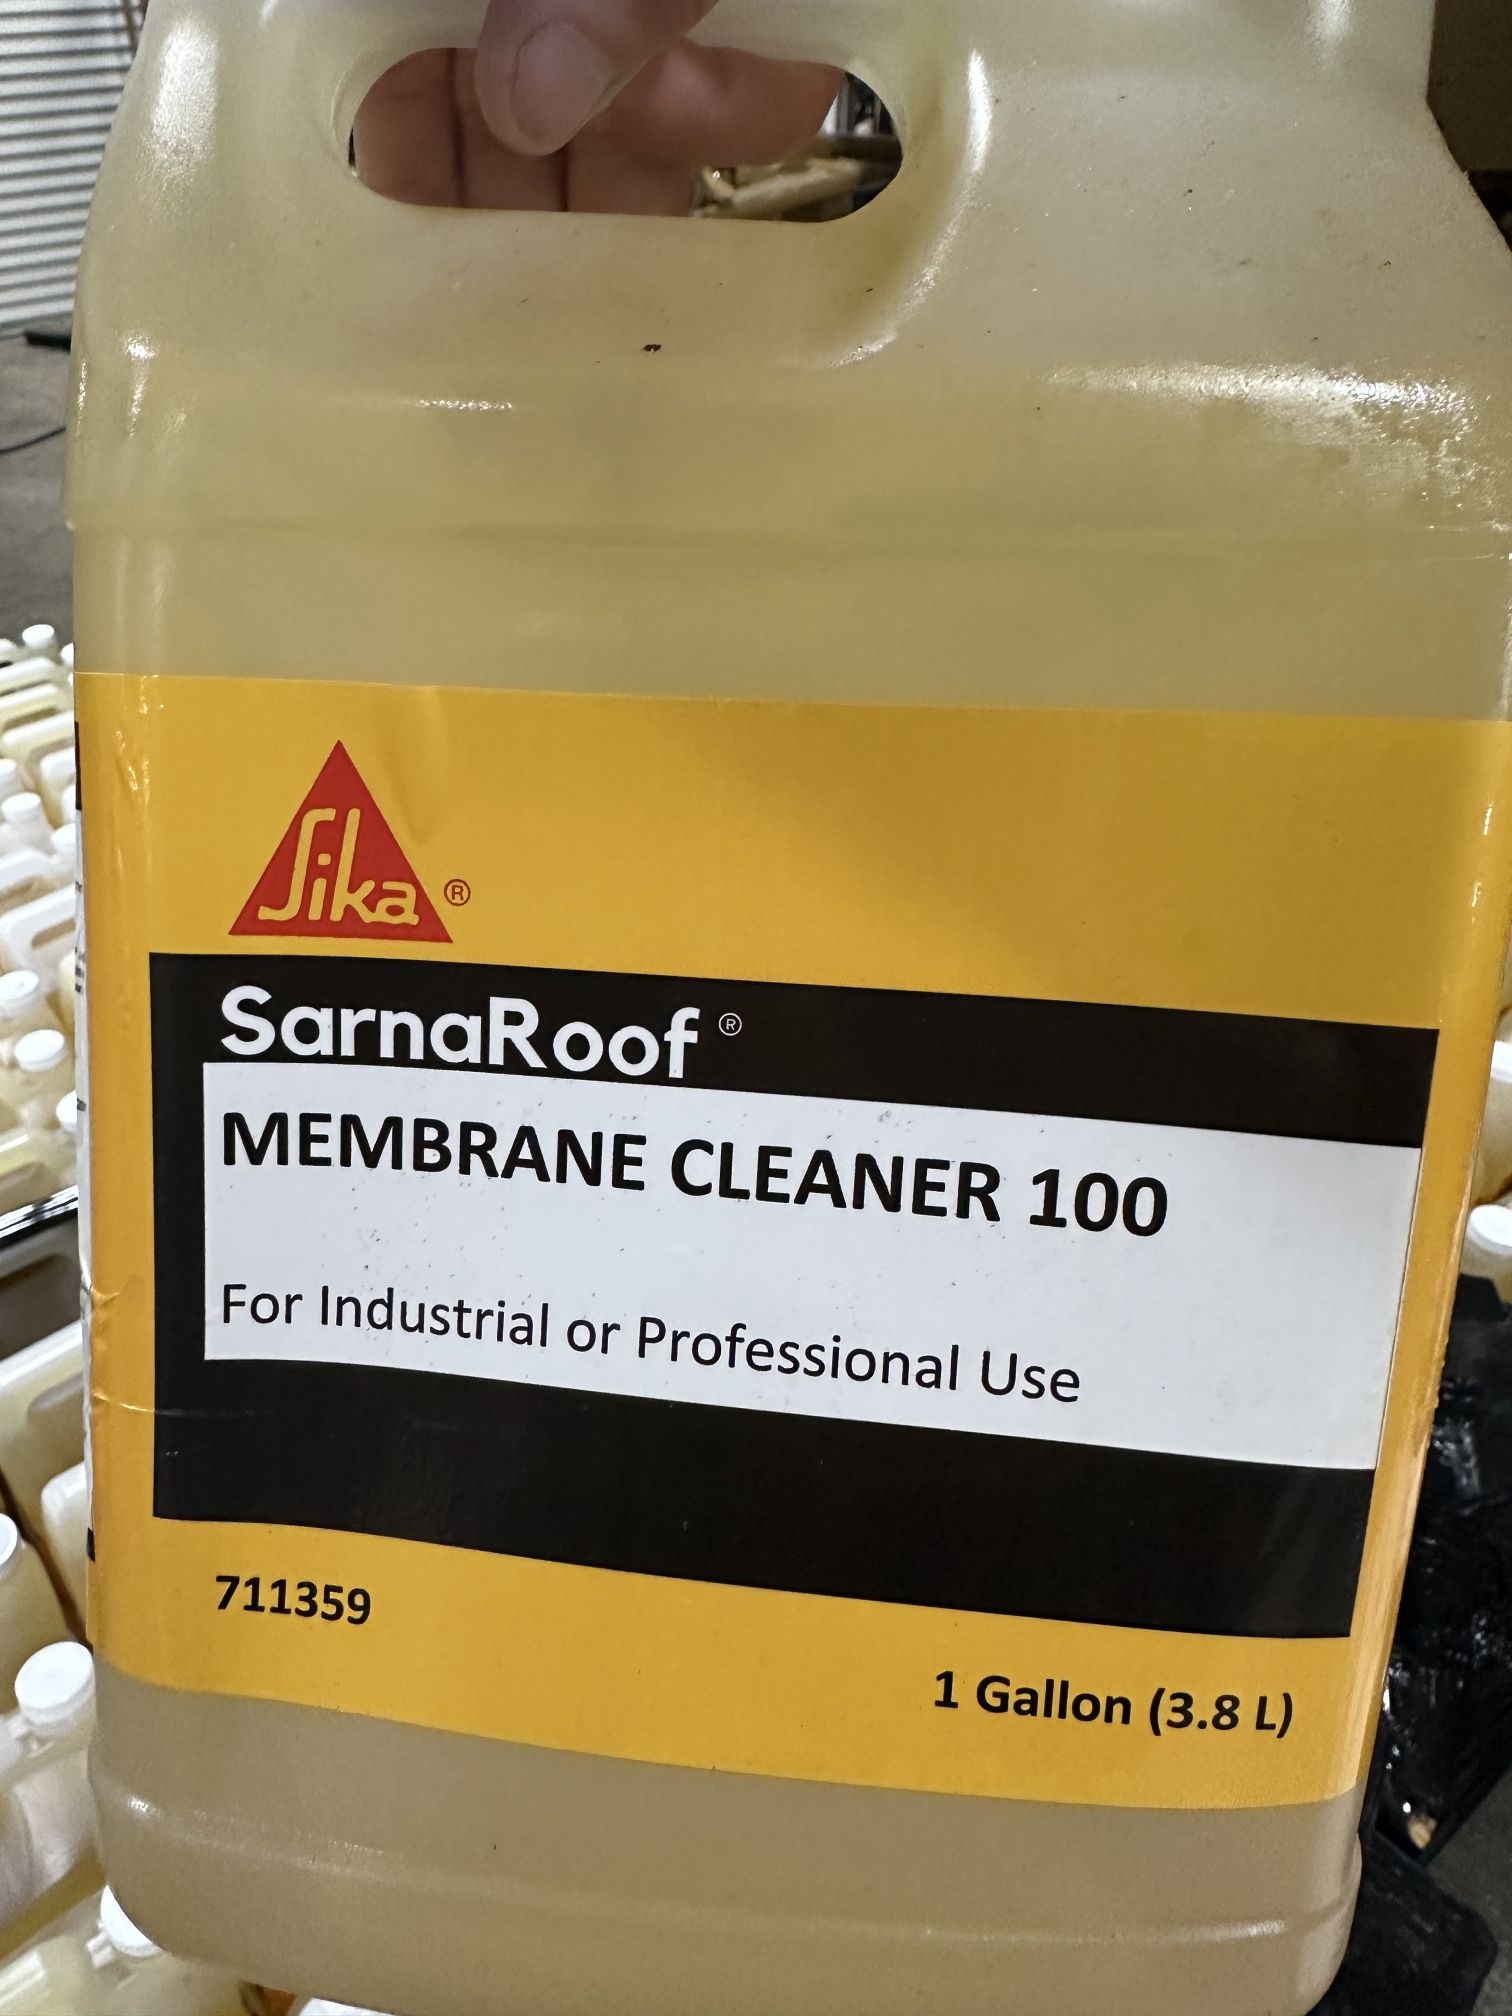 Sika®
SarnaRoof®
MEMBRANE CLEANER 100
For Industrial or Professional Use
711359
1 Gallon (3.8 L)